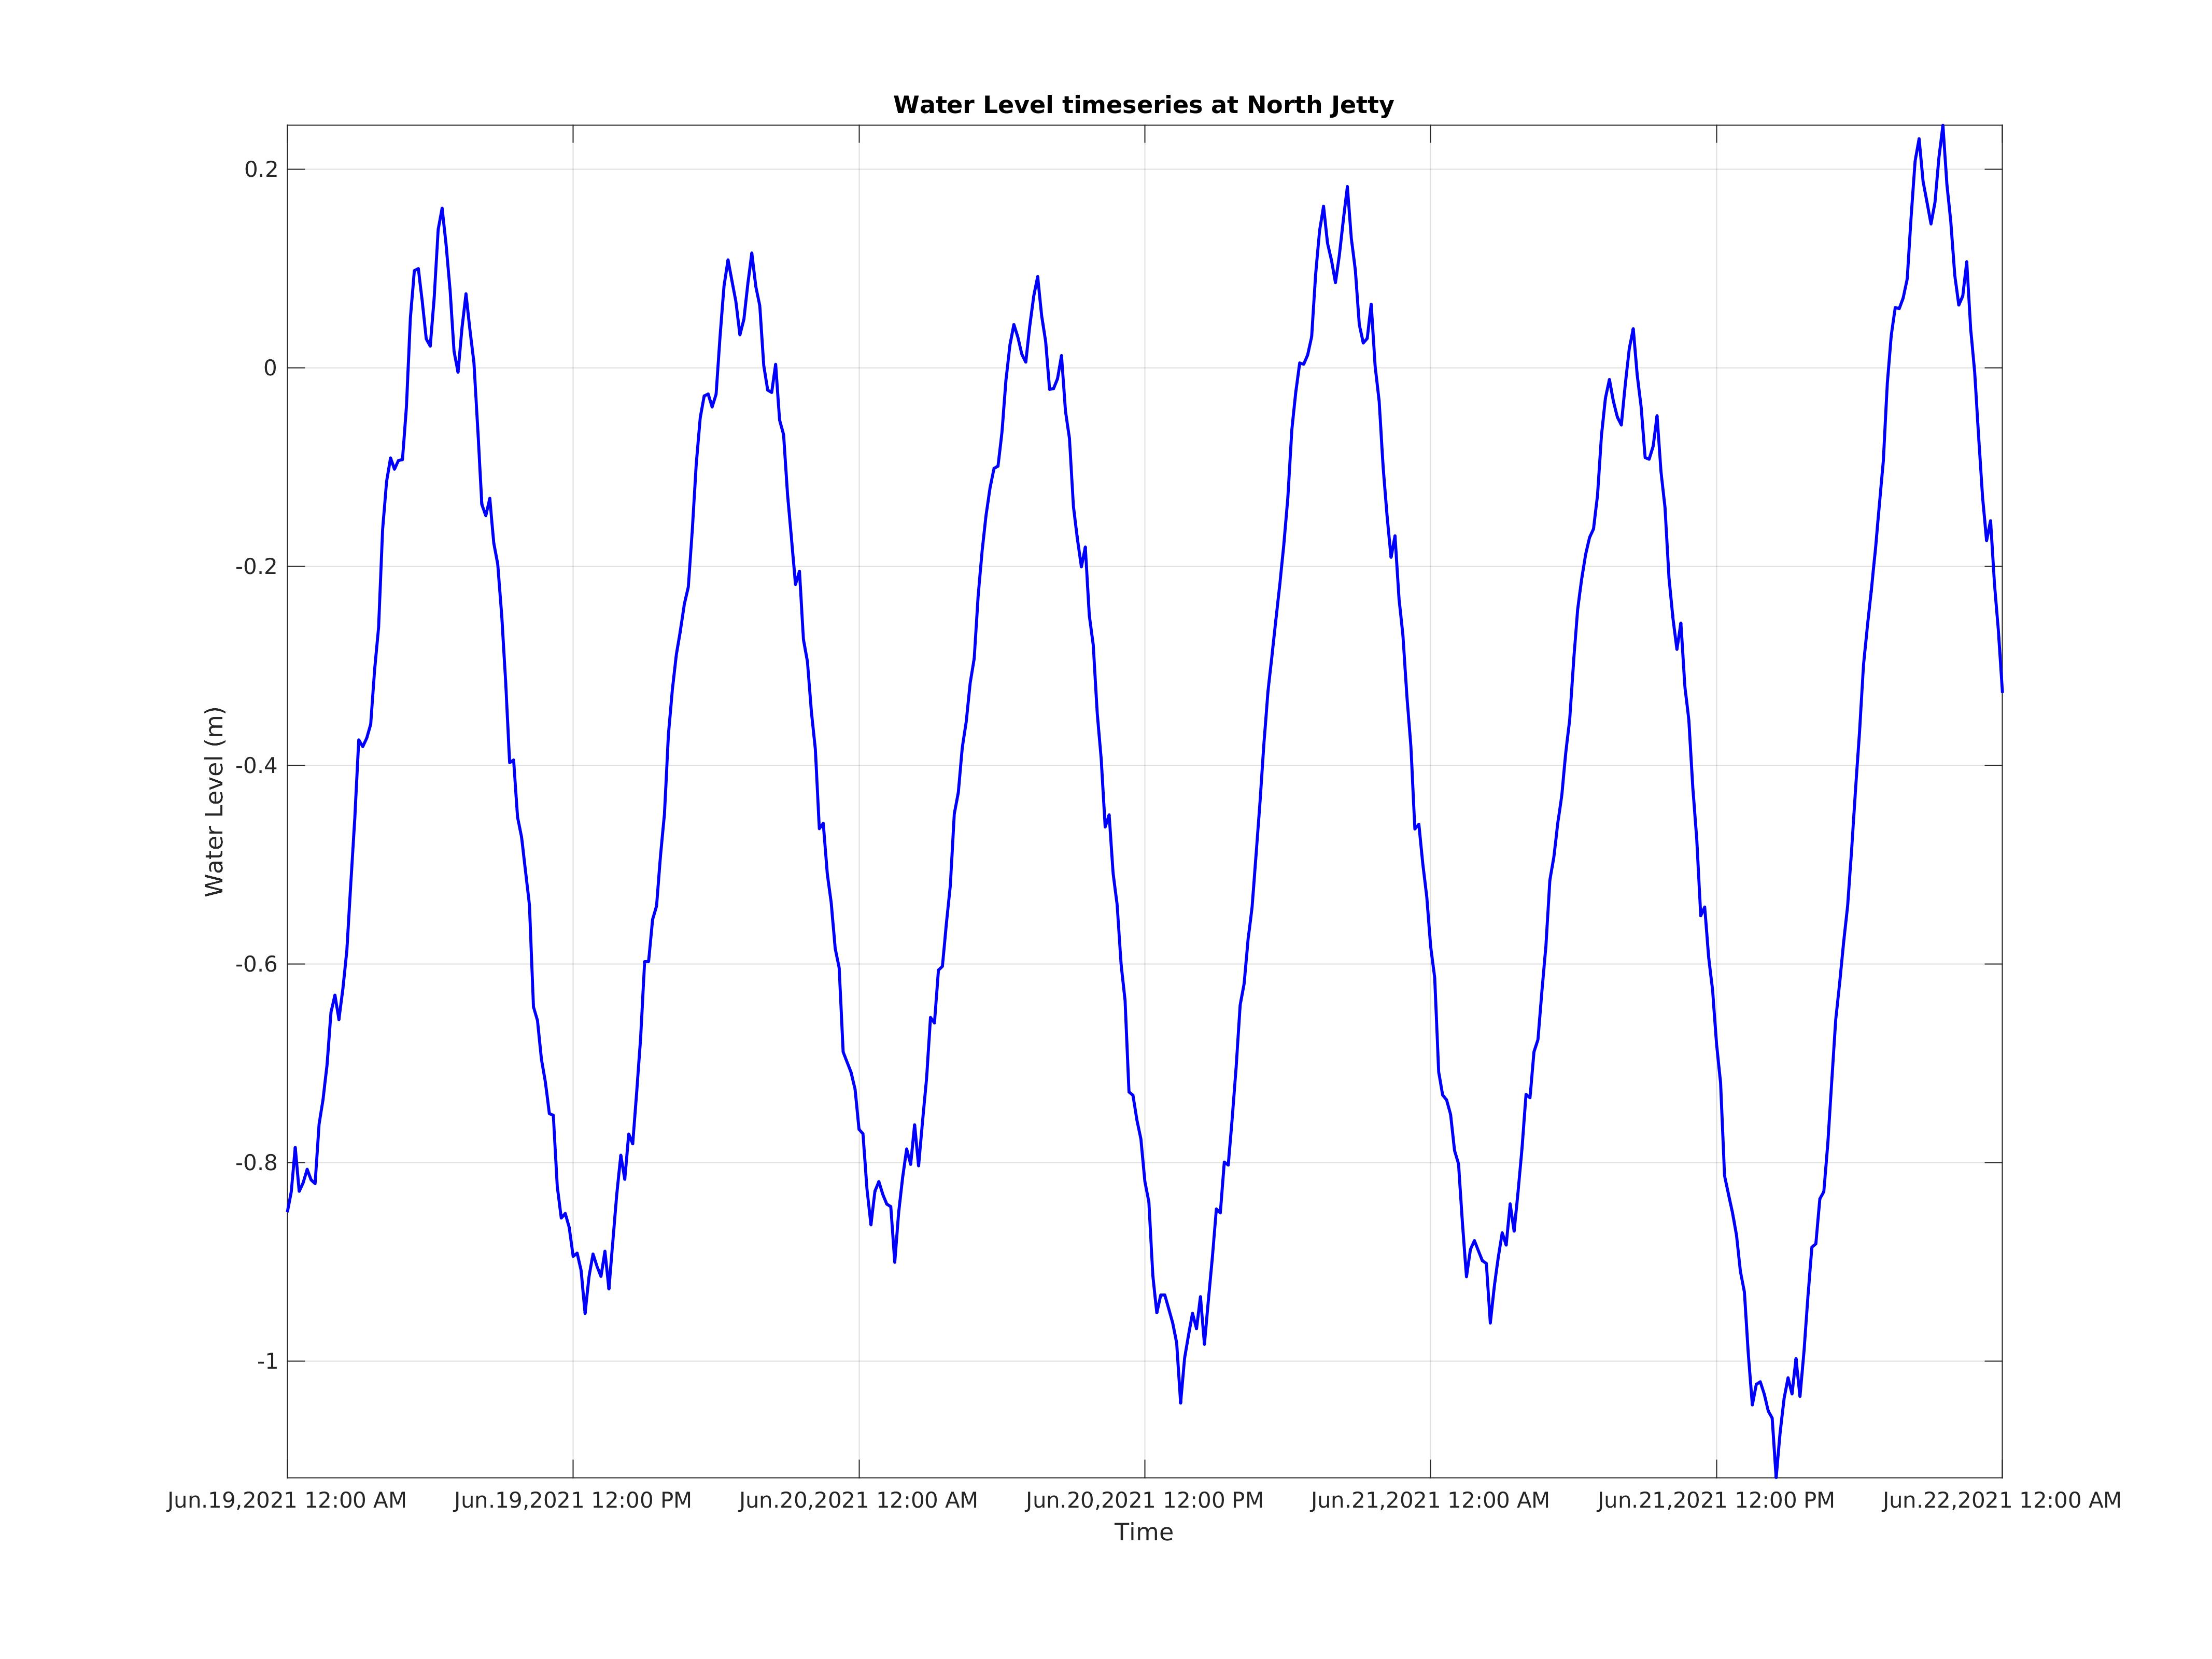 Water Level timeseries at North Jetty
0.2
0
-0.2
-0.4
-0.6
-0.8
-1
Water Level (m)
Jun.19,2021 12:00 AM
Jun.19,2021 12:00 PM
Jun.20,2021 12:00 AM
Jun.20,2021 12:00 PM
Jun.21,2021 12:00 AM
Jun.21,2021 12:00 PM
Jun.22,2021 12:00 AM
Time